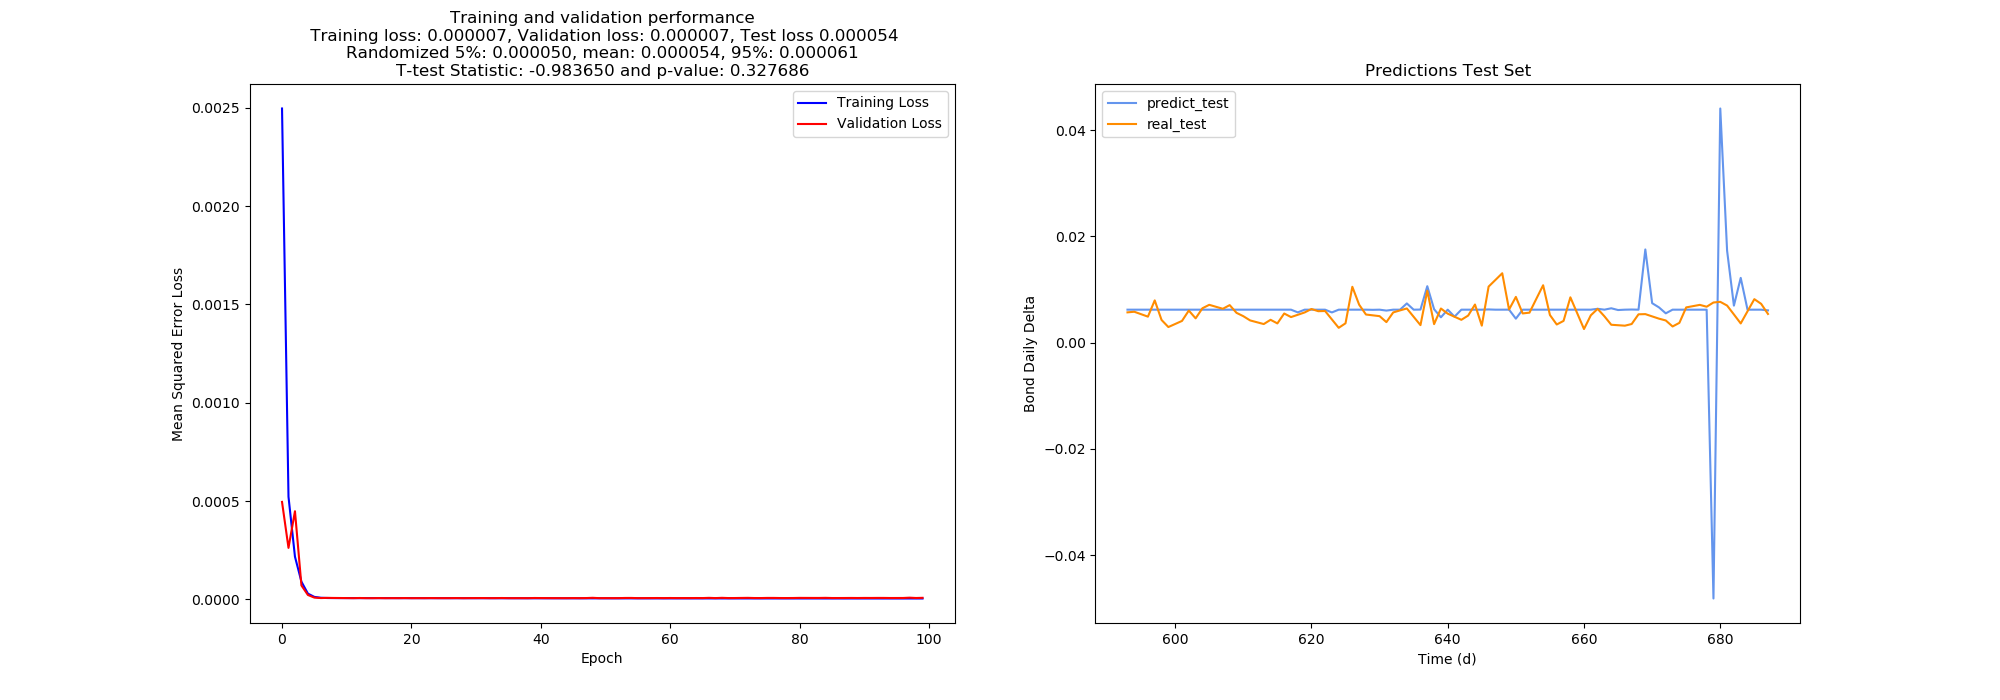 Training and validation performance
Training loss: 0.000007, Validation loss: 0.000007, Test loss 0.000054
Randomized 5%: 0.000050, mean: 0.000054, 95%: 0.000061
T-test Statistic: -0.983650 and p-value: 0.327686
Training Loss
Validation Loss
0.0025
0.0020
0.0015
0.0010
0.0005
0.0000
Mean Squared Error Loss
0
20
40
60
80
100
Epoch
Predictions Test Set
predict_test
real_test
0.04
0.02
0.00
−0.02
−0.04
Bond Daily Delta
600
620
640
660
680
Time (d)